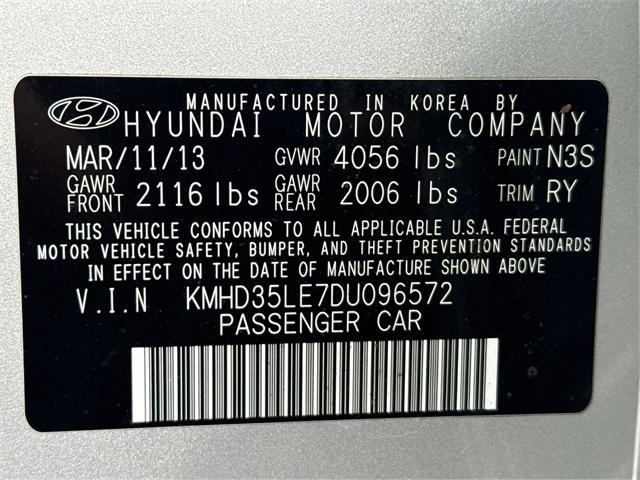 MANUFACTURED IN KOREA BY
HYUNDAI MOTOR COMPANY
MAR/11/13 GVWR 4056 lbs PAINT N3S
GAWR FRONT 2116 lbs GAWR REAR 2006 lbs TRIM RY
THIS VEHICLE CONFORMS TO ALL APPLICABLE U.S.A. FEDERAL
MOTOR VEHICLE SAFETY, BUMPER, AND THEFT PREVENTION STANDARDS
IN EFFECT ON THE DATE OF MANUFACTURE SHOWN ABOVE
V.I.N KMHD35LE7DU096572
PASSENGER CAR